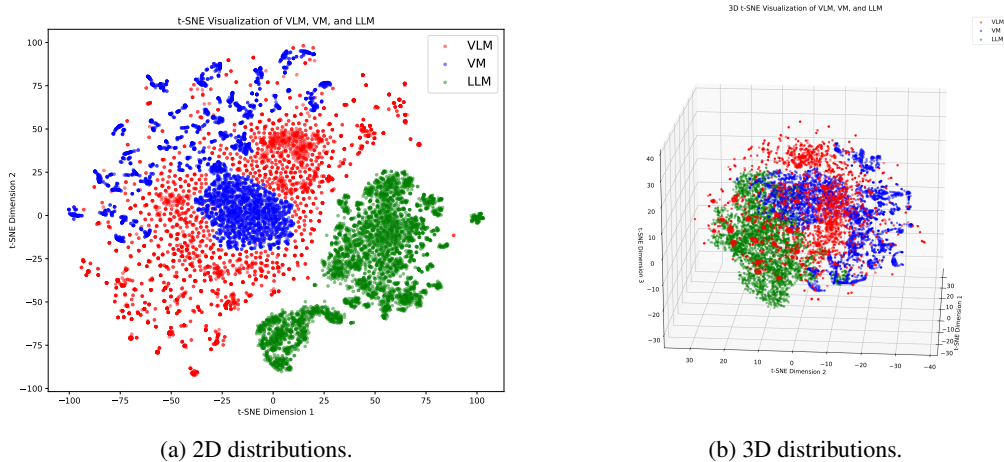 t-SNE Visualization of VLM, VM, and LLM
VLM
VM
LLM
100
75
50
25
0
−25
−50
−75
−100
t-SNE Dimension 2
−100
−75
−50
−25
0
25
50
75
100
t-SNE Dimension 1
(a) 2D distributions.
3D t-SNE Visualization of VLM, VM, and LLM
VLM
VM
LLM
40
30
20
10
0
−10
−20
−30
t-SNE Dimension 3
30
20
10
0
−10
−20
−30
−40
t-SNE Dimension 2
30
20
10
0
−10
−20
−30
t-SNE Dimension 1
(b) 3D distributions.